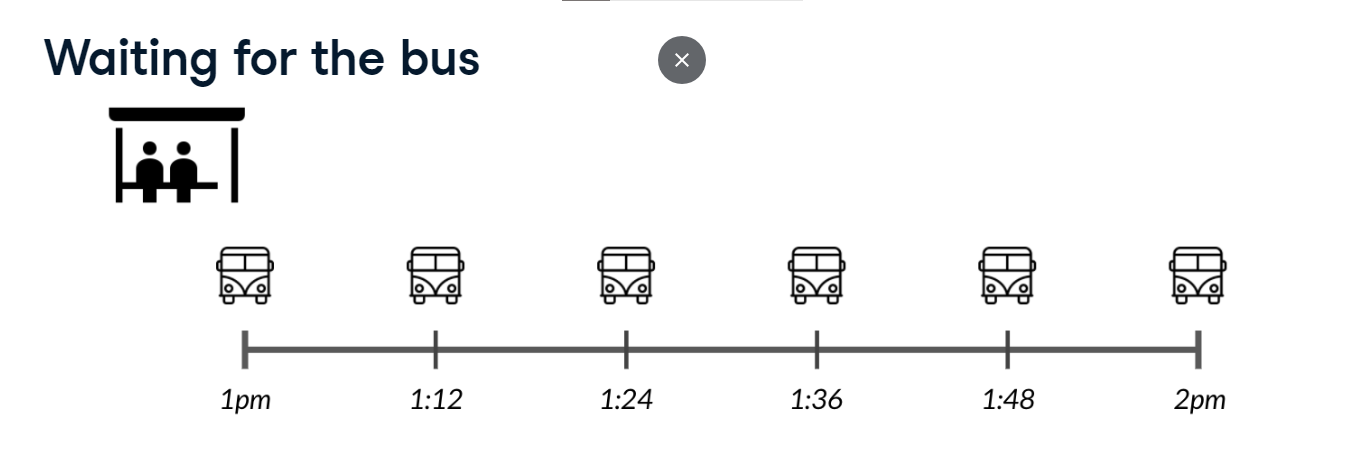 Waiting for the bus
1pm 1:12 1:24 1:36 1:48 2pm